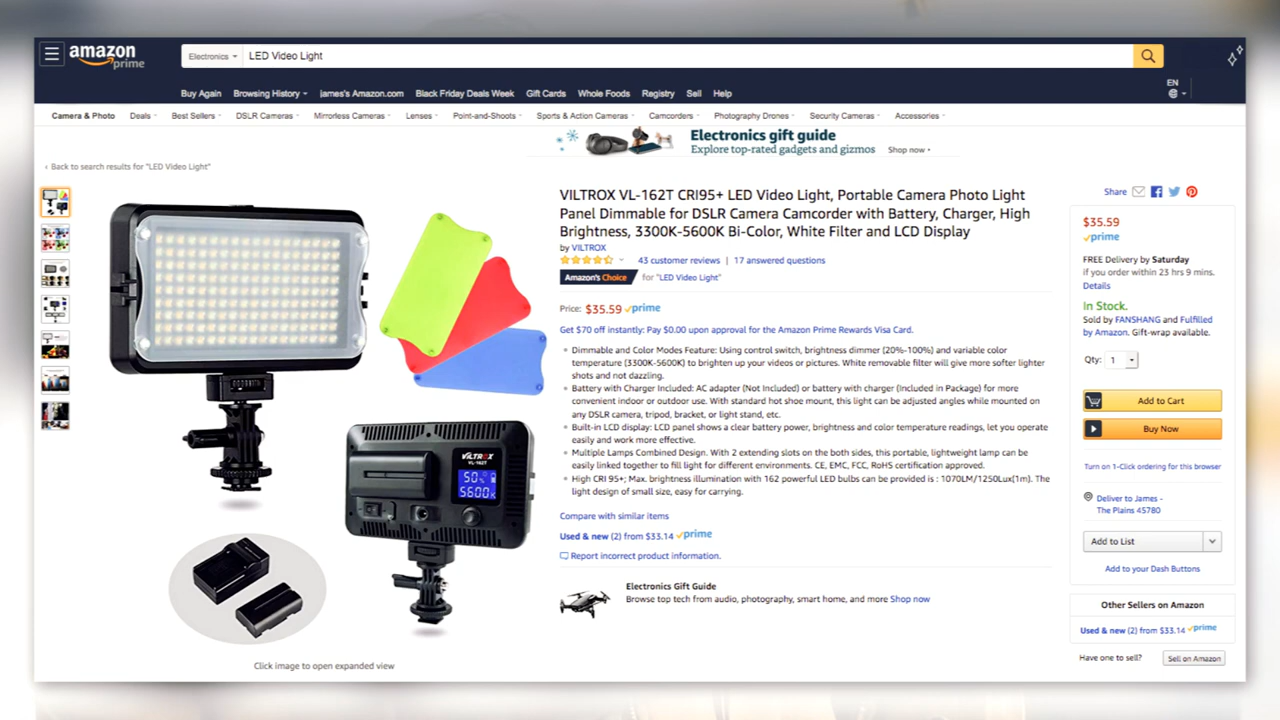 amazon
prime
Electronics
LED Video Light
EN
Buy Again Browsing History james's Amazon.com Black Friday Deals Week Gift Cards Whole Foods Registry Sell Help
Camera & Photo Deals Best Sellers DSLR Cameras Mirrorless Cameras Lenses Point-and-Shoots Sports & Action Cameras Camcorders Photography Drones Security Cameras Accessories
Electronics gift guide
Explore top-rated gadgets and gizmos Shop now
‹ Back to search results for "LED Video Light"
VILTROX VL-162T CRI95+ LED Video Light, Portable Camera Photo Light
Panel Dimmable for DSLR Camera Camcorder with Battery, Charger, High
Brightness, 3300K-5600K Bi-Color, White Filter and LCD Display
by VILTROX
43 customer reviews | 17 answered questions
Amazon's Choice for "LED Video Light"
Price: $35.59 prime
Get $70 off instantly: Pay $0.00 upon approval for the Amazon Prime Rewards Visa Card.
• Dimmable and Color Modes Feature: Using control switch, brightness dimmer (20%-100%) and variable color
temperature (3300K-5600K) to brighten up your videos or pictures. White removable filter will give more softer lighter
shots and not dazzling.
• Battery with Charger Included: AC adapter (Not Included) or battery with charger (Included in Package) for more
convenient indoor or outdoor use. With standard hot shoe mount, this light can be adjusted angles while mounted on
any DSLR camera, tripod, bracket, or light stand, etc.
• Built-in LCD display: LCD panel shows a clear battery power, brightness and color temperature readings, let you operate
easily and work more effective.
• Multiple Lamps Combined Design. With 2 extending slots on the both sides, this portable, lightweight lamp can be
easily linked together to fill light for different environments. CE, EMC, FCC, RoHS certification approved.
• High CRI 95+; Max. brightness illumination with 162 powerful LED bulbs can be provided is : 1070LM/1250Lux(1m). The
light design of small size, easy for carrying.
Compare with similar items
Used & new (2) from $33.14 prime
Report incorrect product information.
Electronics Gift Guide
Browse top tech from audio, photography, smart home, and more Shop now
VILTROX
VL-162T
50%
5600K
Click image to open expanded view
Share
$35.59
prime
FREE Delivery by Saturday
if you order within 23 hrs 9 mins.
Details
In Stock.
Sold by FANSHANG and Fulfilled
by Amazon. Gift-wrap available.
Qty: 1
Add to Cart
Buy Now
Turn on 1-Click ordering for this browser
Deliver to James -
The Plains 45780
Add to List
Add to your Dash Buttons
Other Sellers on Amazon
Used & new (2) from $33.14 prime
Have one to sell? Sell on Amazon